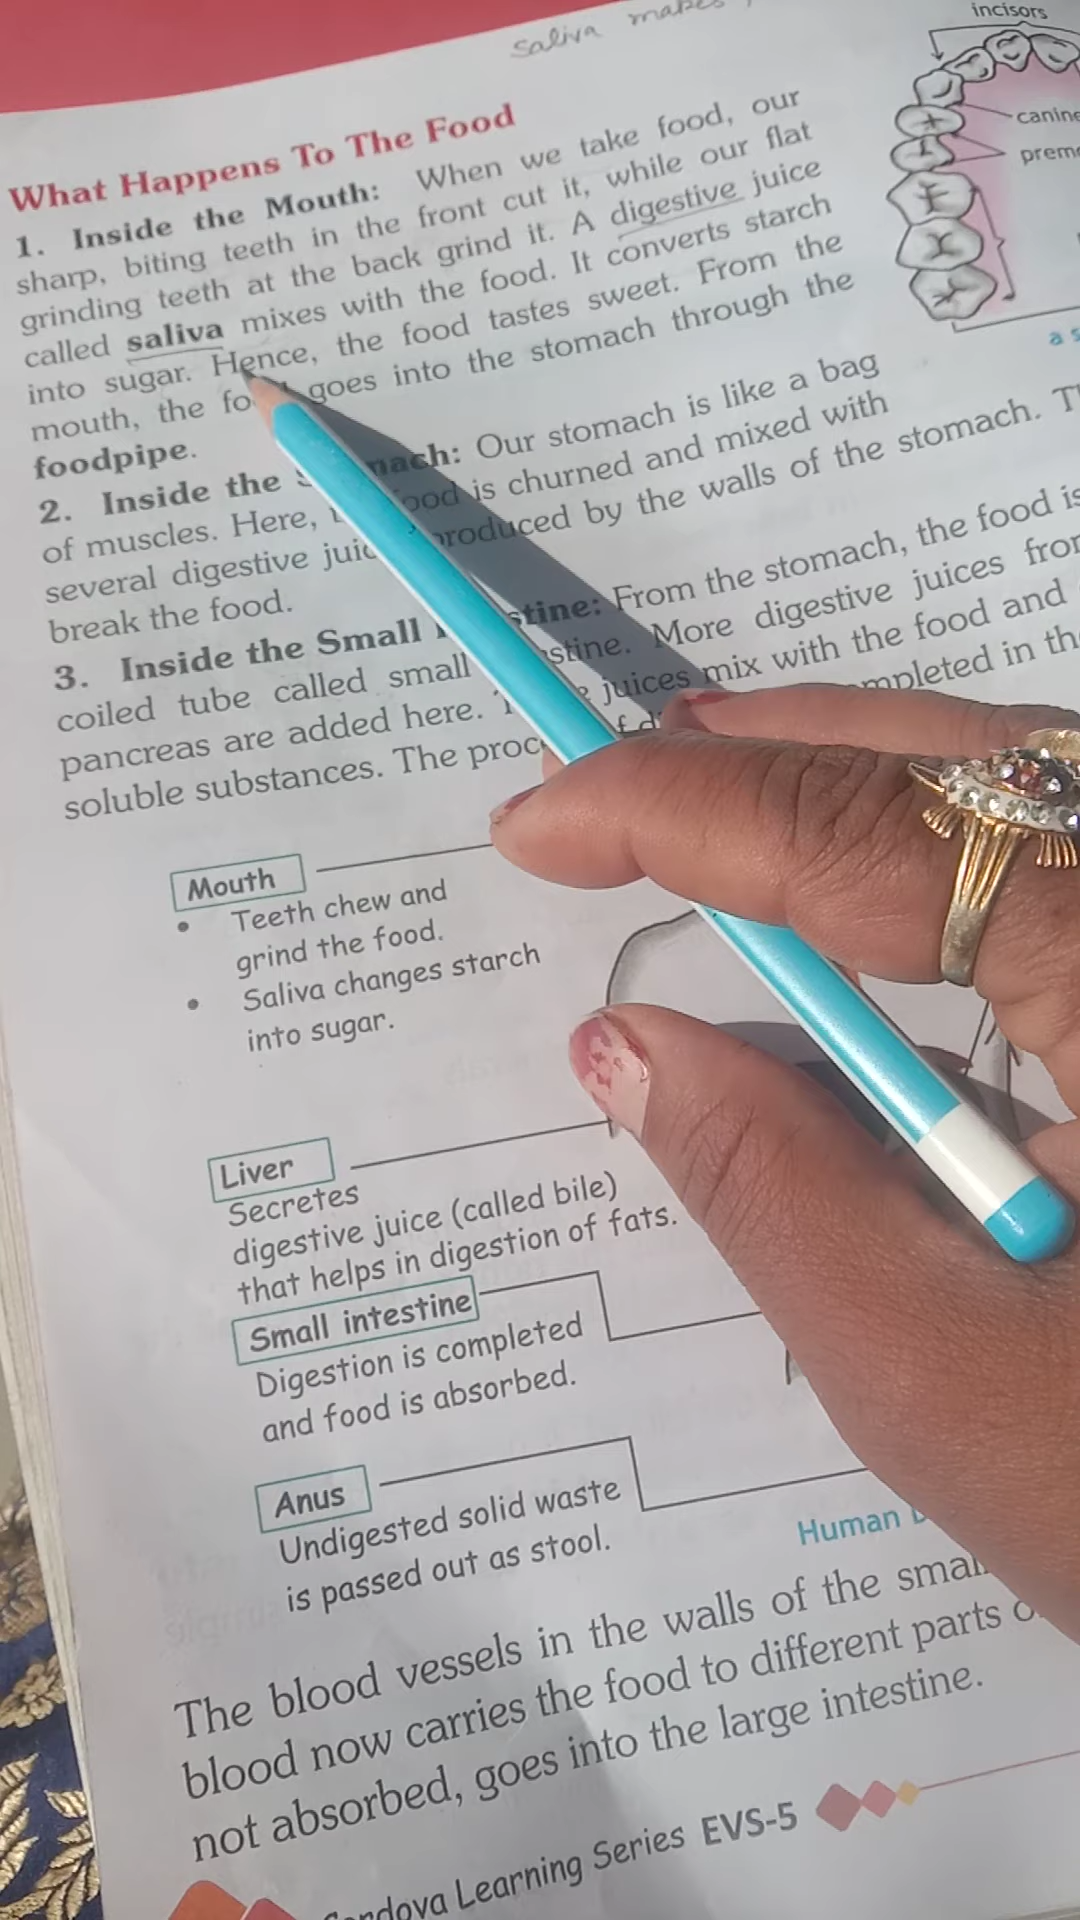 saliva makes
incisors
canine
What Happens To The Food
1. Inside the Mouth: When we take food, our
sharp, biting teeth in the front cut it, while our flat
grinding teeth at the back grind it. A digestive juice
called saliva mixes with the food. It converts starch
into sugar. Hence, the food tastes sweet. From the
mouth, the goes into the stomach through the
foodpipe.
a
2. Inside the Our stomach is like a bag
of muscles. Here, is churned and mixed with
several digestive produced by the walls of the stomach.
break the food.
3. Inside the Small From the stomach, the food is
coiled tube called small More digestive juices
pancreas are added here. juices mix with the food and
soluble substances. The in
Mouth
• Teeth chew and
grind the food.
• Saliva changes starch
into sugar.
Liver
Secretes
digestive juice (called bile)
that helps in digestion of fats.
Small intestine
Digestion is completed
and food is absorbed.
Anus
Undigested solid waste
is passed out as stool.
Human
The blood vessels in the walls of the
blood now carries the food to different parts
not absorbed, goes into the large intestine.
Learning Series EVS-5